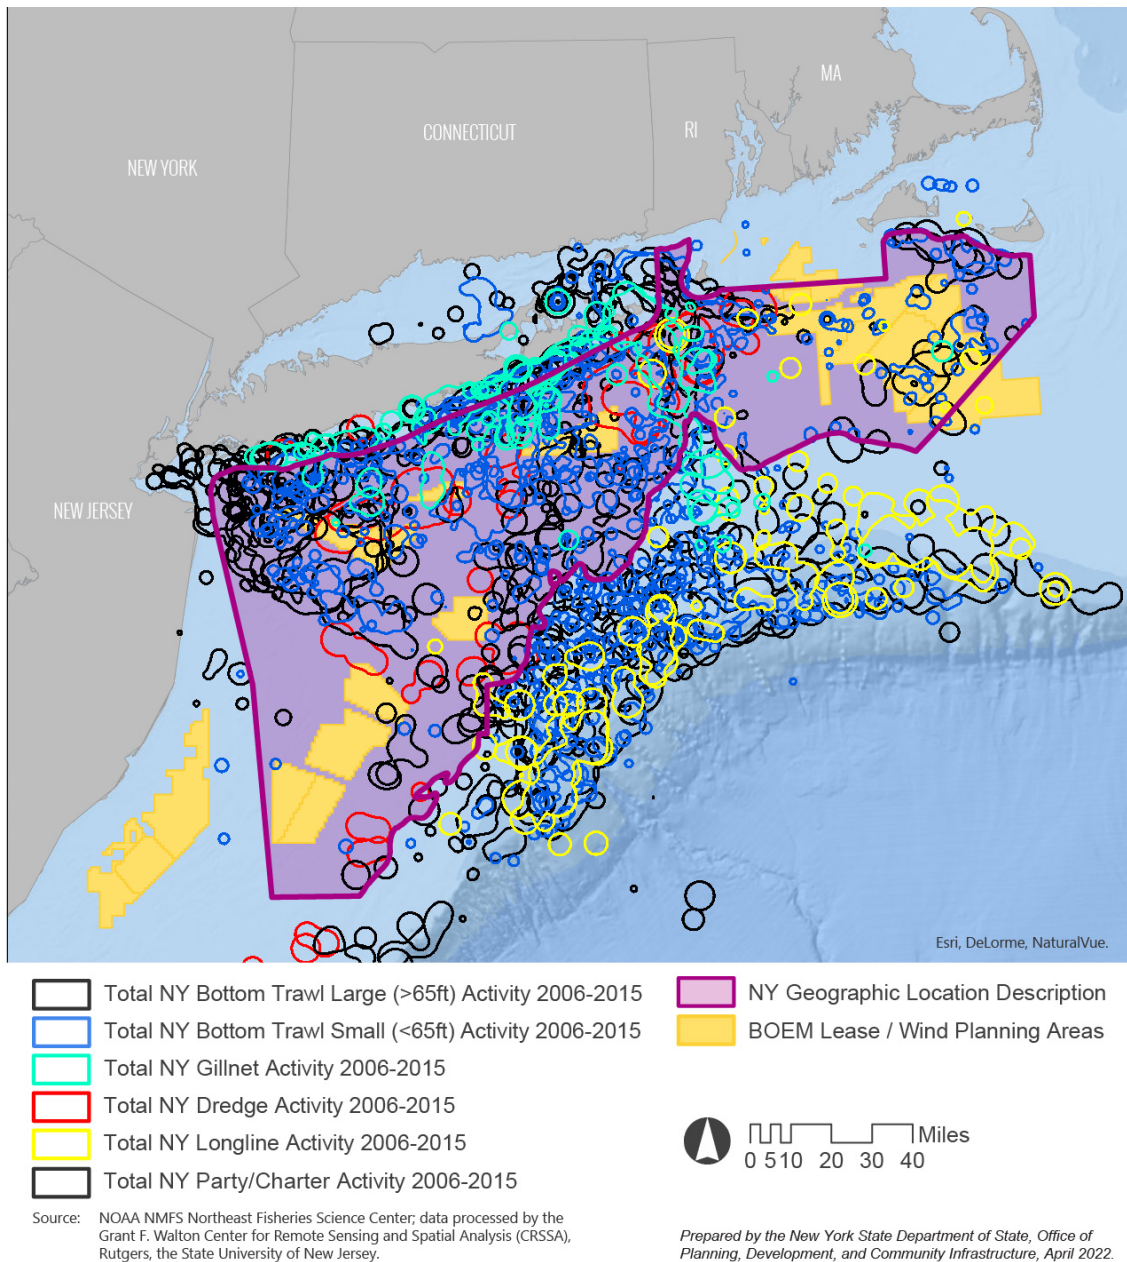 MA
CONNECTICUT
RI
NEW YORK
NEW JERSEY
Esri, DeLorme, NaturalVue.
Total NY Bottom Trawl Large (>65ft) Activity 2006-2015
Total NY Bottom Trawl Small (<65ft) Activity 2006-2015
Total NY Gillnet Activity 2006-2015
Total NY Dredge Activity 2006-2015
Total NY Longline Activity 2006-2015
Total NY Party/Charter Activity 2006-2015
NY Geographic Location Description
BOEM Lease / Wind Planning Areas
Miles
0 5 10 20 30 40
Source: NOAA NMFS Northeast Fisheries Science Center; data processed by the
Grant F. Walton Center for Remote Sensing and Spatial Analysis (CRSSA),
Rutgers, the State University of New Jersey.
Prepared by the New York State Department of State, Office of
Planning, Development, and Community Infrastructure, April 2022.